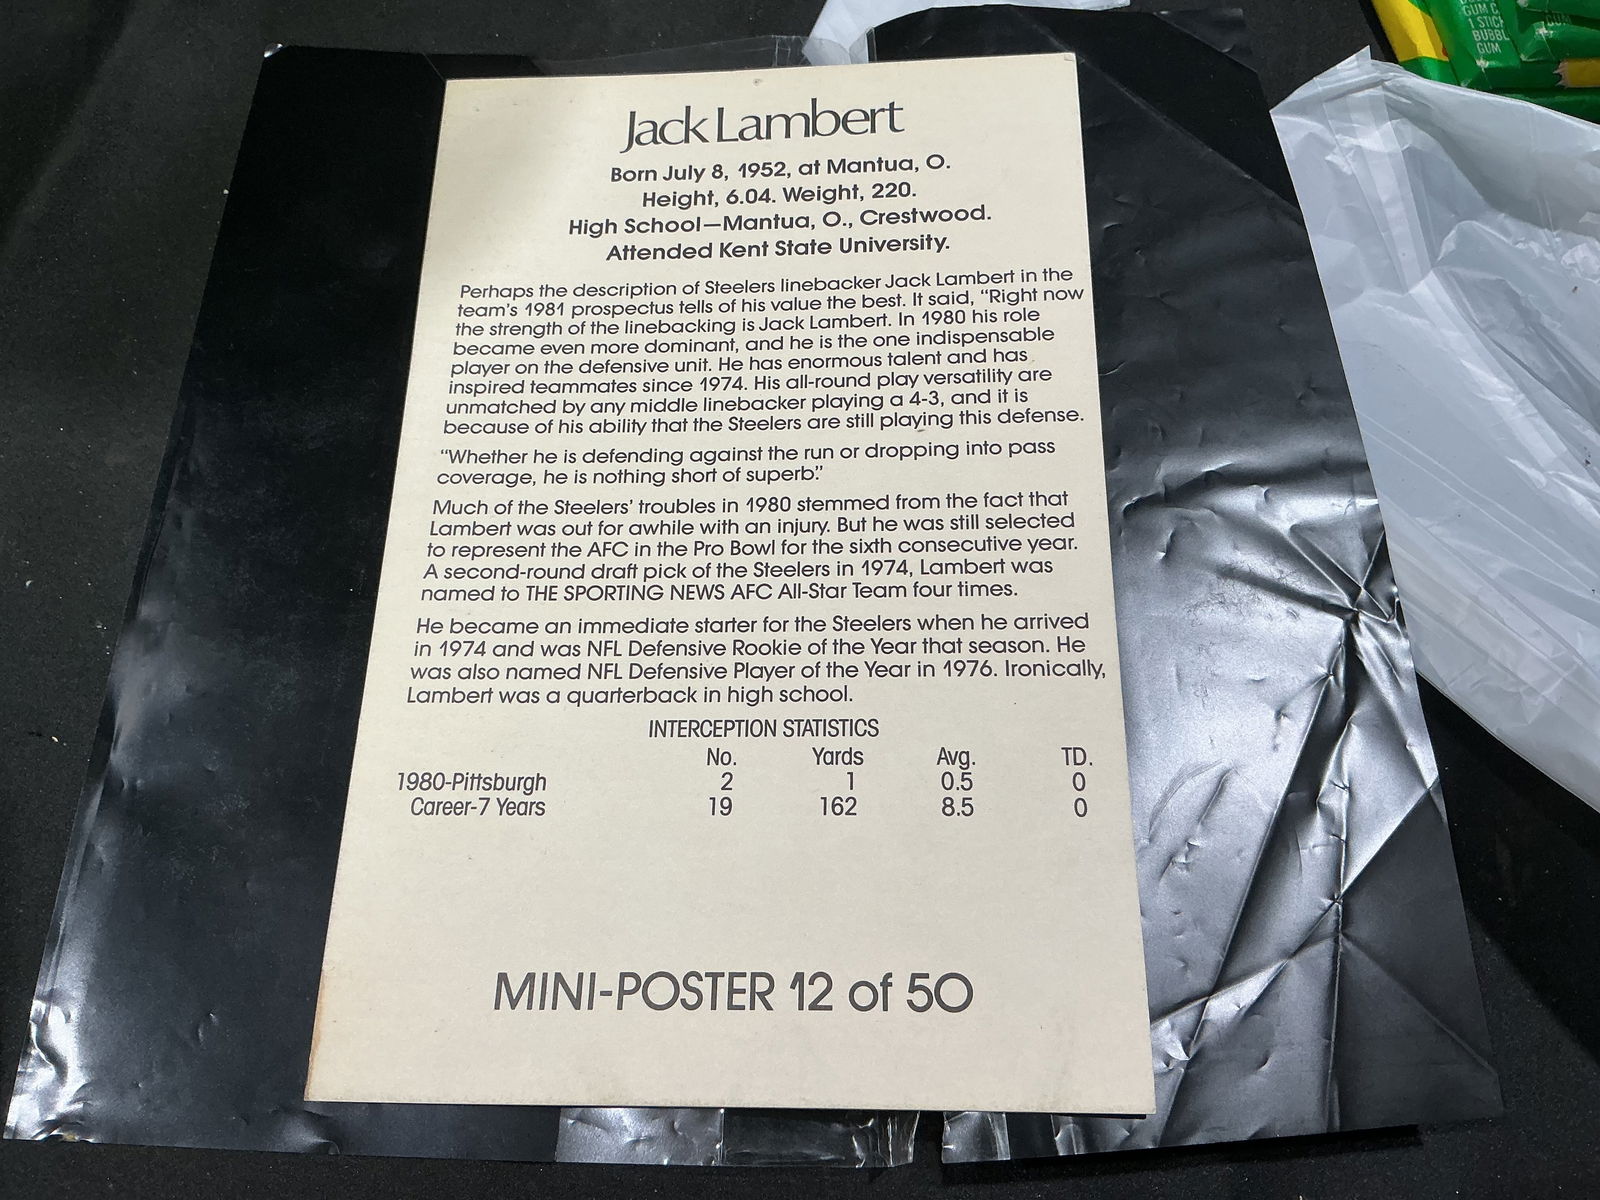 Jack Lambert
Born July 8, 1952, at Mantua, O.
Height, 6.04. Weight, 220.
High School—Mantua, O., Crestwood.
Attended Kent State University.
Perhaps the description of Steelers linebacker Jack Lambert in the
team's 1981 prospectus tells of his value the best. It said, “Right now
the strength of the linebacking is Jack Lambert. In 1980 his role
became even more dominant, and he is the one indispensable
player on the defensive unit. He has enormous talent and has
inspired teammates since 1974. His all-round play versatility are
unmatched by any middle linebacker playing a 4-3, and it is
because of his ability that the Steelers are still playing this defense.
“Whether he is defending against the run or dropping into pass
coverage, he is nothing short of superb.”
Much of the Steelers' troubles in 1980 stemmed from the fact that
Lambert was out for awhile with an injury. But he was still selected
to represent the AFC in the Pro Bowl for the sixth consecutive year.
A second-round draft pick of the Steelers in 1974, Lambert was
named to THE SPORTING NEWS AFC All-Star Team four times.
He became an immediate starter for the Steelers when he arrived
in 1974 and was NFL Defensive Rookie of the Year that season. He
was also named NFL Defensive Player of the Year in 1976. Ironically,
Lambert was a quarterback in high school.
INTERCEPTION STATISTICS
No. Yards Avg. TD.
1980-Pittsburgh 2 1 0.5 0
Career-7 Years 19 162 8.5 0
MINI-POSTER 12 of 50
GUM
1 STICK
BUBBL
GUM